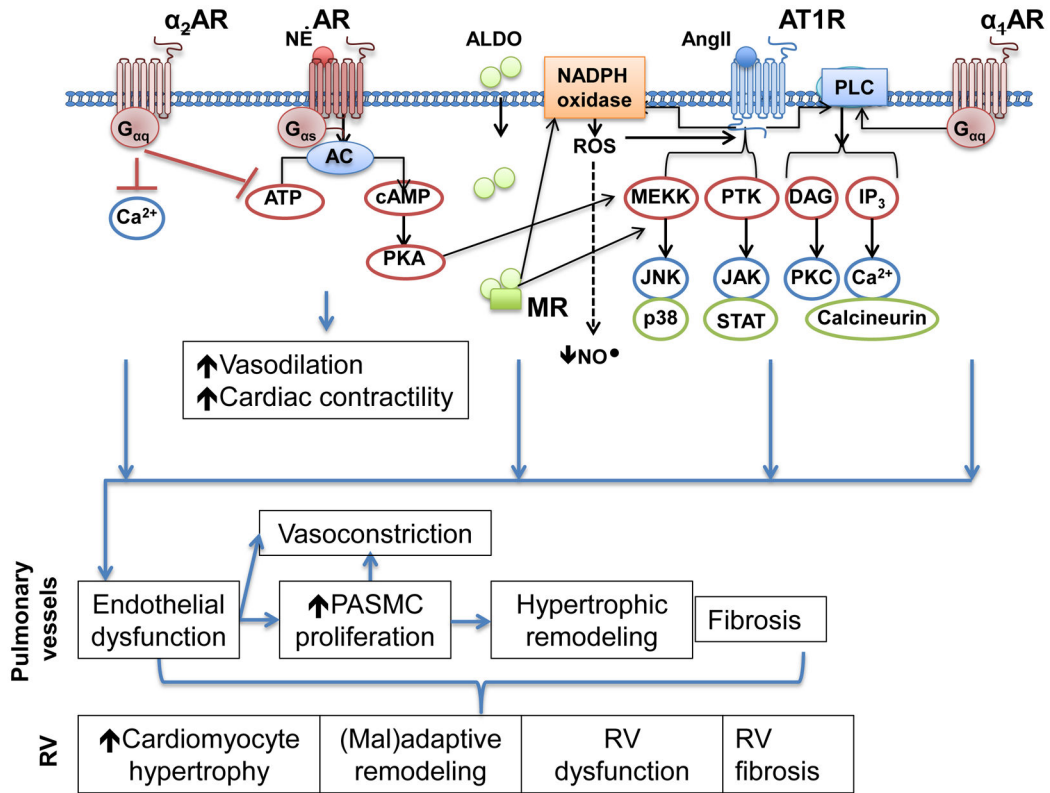 α₂AR
AR
NĖ
ALDO
NADPH
oxidase
AngII
AT1R
PLC
α₁AR
Gαq
Gαs
AC
ROS
Gαq
Ca²⁺
ATP
cAMP
MEKK
PTK
DAG
IP₃
PKA
JNK
JAK
PKC
Ca²⁺
MR
p38
STAT
Calcineurin
↓NO•
↑Vasodilation
↑Cardiac contractility
Vasoconstriction
Pulmonary
vessels
Endothelial
dysfunction
↑PASMC
proliferation
Hypertrophic
remodeling
Fibrosis
RV
↑Cardiomyocyte
hypertrophy
(Mal)adaptive
remodeling
RV
dysfunction
RV
fibrosis